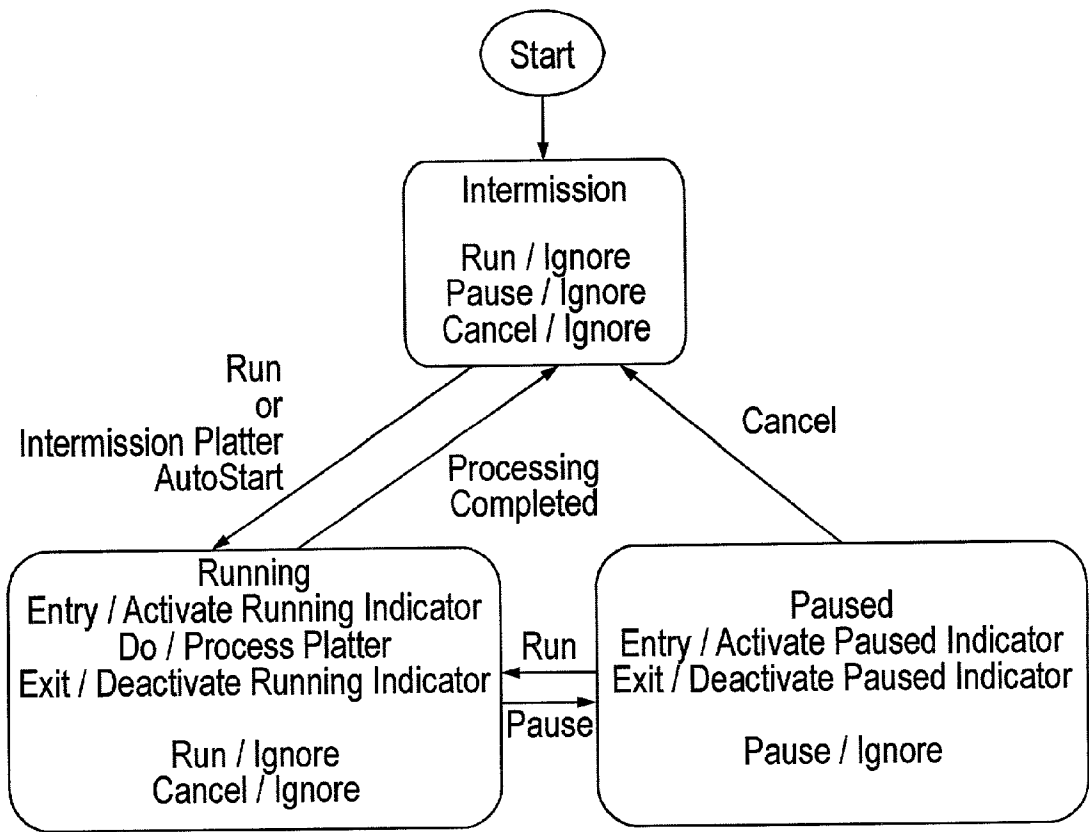 Start
Intermission
Run / Ignore
Pause / Ignore
Cancel / Ignore
Run
or
Intermission Platter
AutoStart
Processing
Completed
Cancel
Running
Entry / Activate Running Indicator
Do / Process Platter
Exit / Deactivate Running Indicator
Run / Ignore
Cancel / Ignore
Run
Pause
Paused
Entry / Activate Paused Indicator
Exit / Deactivate Paused Indicator
Pause / Ignore